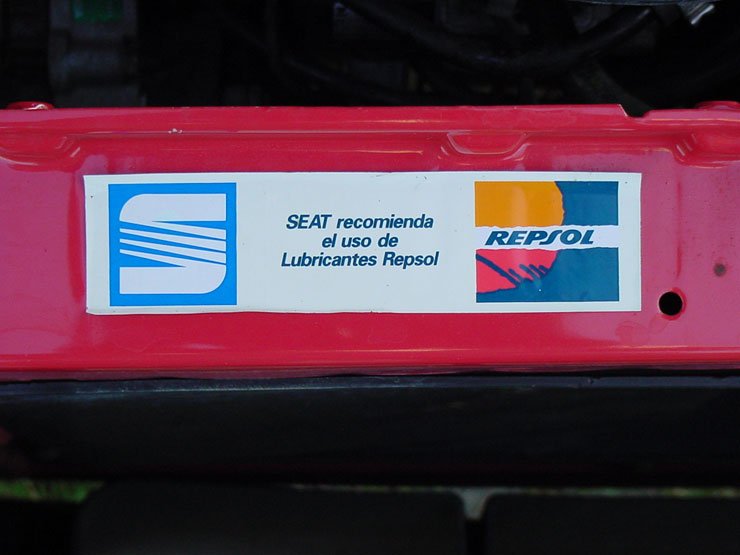 SEAT recomienda
el uso de
Lubricantes Repsol
REPSOL